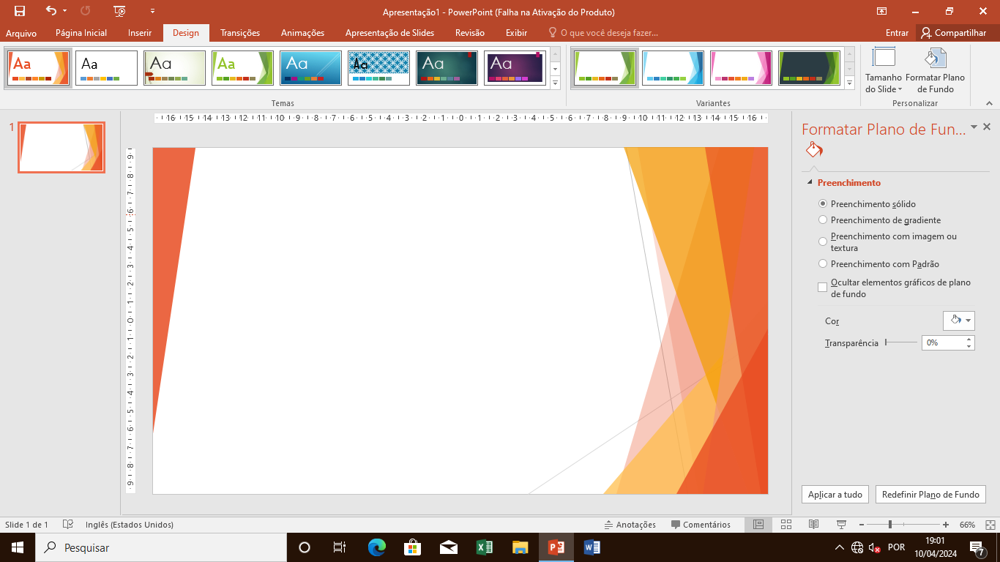 Apresentação1 - PowerPoint (Falha na Ativação do Produto)
Arquivo Página Inicial Inserir Design Transições Animações Apresentação de Slides Revisão Exibir O que você deseja fazer... Entrar Compartilhar
Aa Aa Aa Aa Aa Aa Aa Aa
Tamanho do Slide
Formatar Plano de Fundo
Temas Variantes Personalizar
1
16 15 14 13 12 11 10 9 8 7 6 5 4 3 2 1 0 1 2 3 4 5 6 7 8 9 10 11 12 13 14 15 16
9 8 7 6 5 4 3 2 1 0 1 2 3 4 5 6 7 8 9
Formatar Plano de Fun...
Preenchimento
Preenchimento sólido
Preenchimento de gradiente
Preenchimento com imagem ou
textura
Preenchimento com Padrão
Ocultar elementos gráficos de plano
de fundo
Cor
Transparência 0%
Aplicar a tudo Redefinir Plano de Fundo
Slide 1 de 1 Inglês (Estados Unidos) Anotações Comentários 66%
Pesquisar
POR
19:01
10/04/2024
7